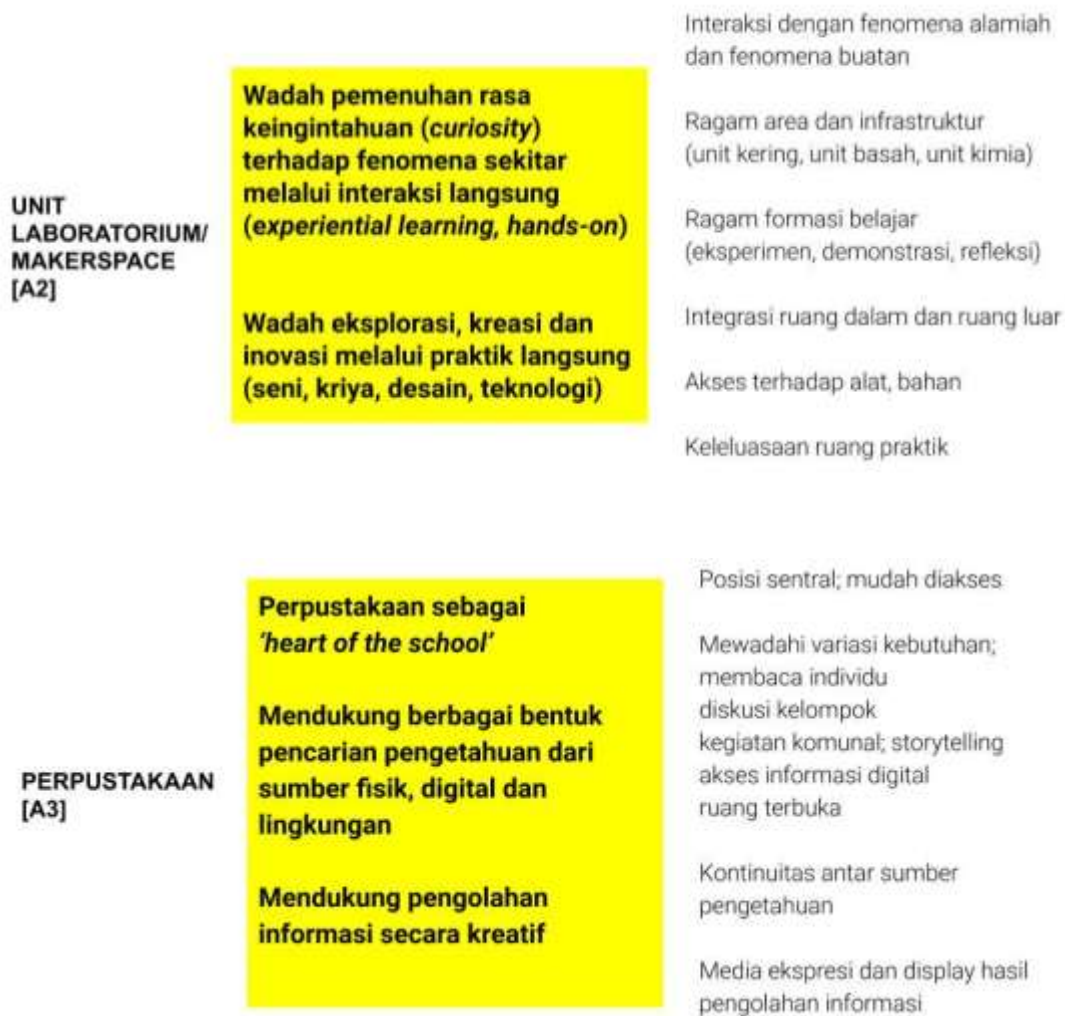 UNIT
LABORATORIUM/
MAKERSPACE
[A2]
Wadah pemenuhan rasa
keingintahuan (curiosity)
terhadap fenomena sekitar
melalui interaksi langsung
(experiential learning, hands-on)
Wadah eksplorasi, kreasi dan
inovasi melalui praktik langsung
(seni, kriya, desain, teknologi)
Interaksi dengan fenomena alamiah
dan fenomena buatan
Ragam area dan infrastruktur
(unit kering, unit basah, unit kimia)
Ragam formasi belajar
(eksperimen, demonstrasi, refleksi)
Integrasi ruang dalam dan ruang luar
Akses terhadap alat, bahan
Keleluasaan ruang praktik
PERPUSTAKAAN
[A3]
Perpustakaan sebagai
'heart of the school'
Mendukung berbagai bentuk
pencarian pengetahuan dari
sumber fisik, digital dan
lingkungan
Mendukung pengolahan
informasi secara kreatif
Posisi sentral; mudah diakses
Mewadahi variasi kebutuhan;
membaca individu
diskusi kelompok
kegiatan komunal; storytelling
akses informasi digital
ruang terbuka
Kontinuitas antar sumber
pengetahuan
Media ekspresi dan display hasil
pengolahan informasi